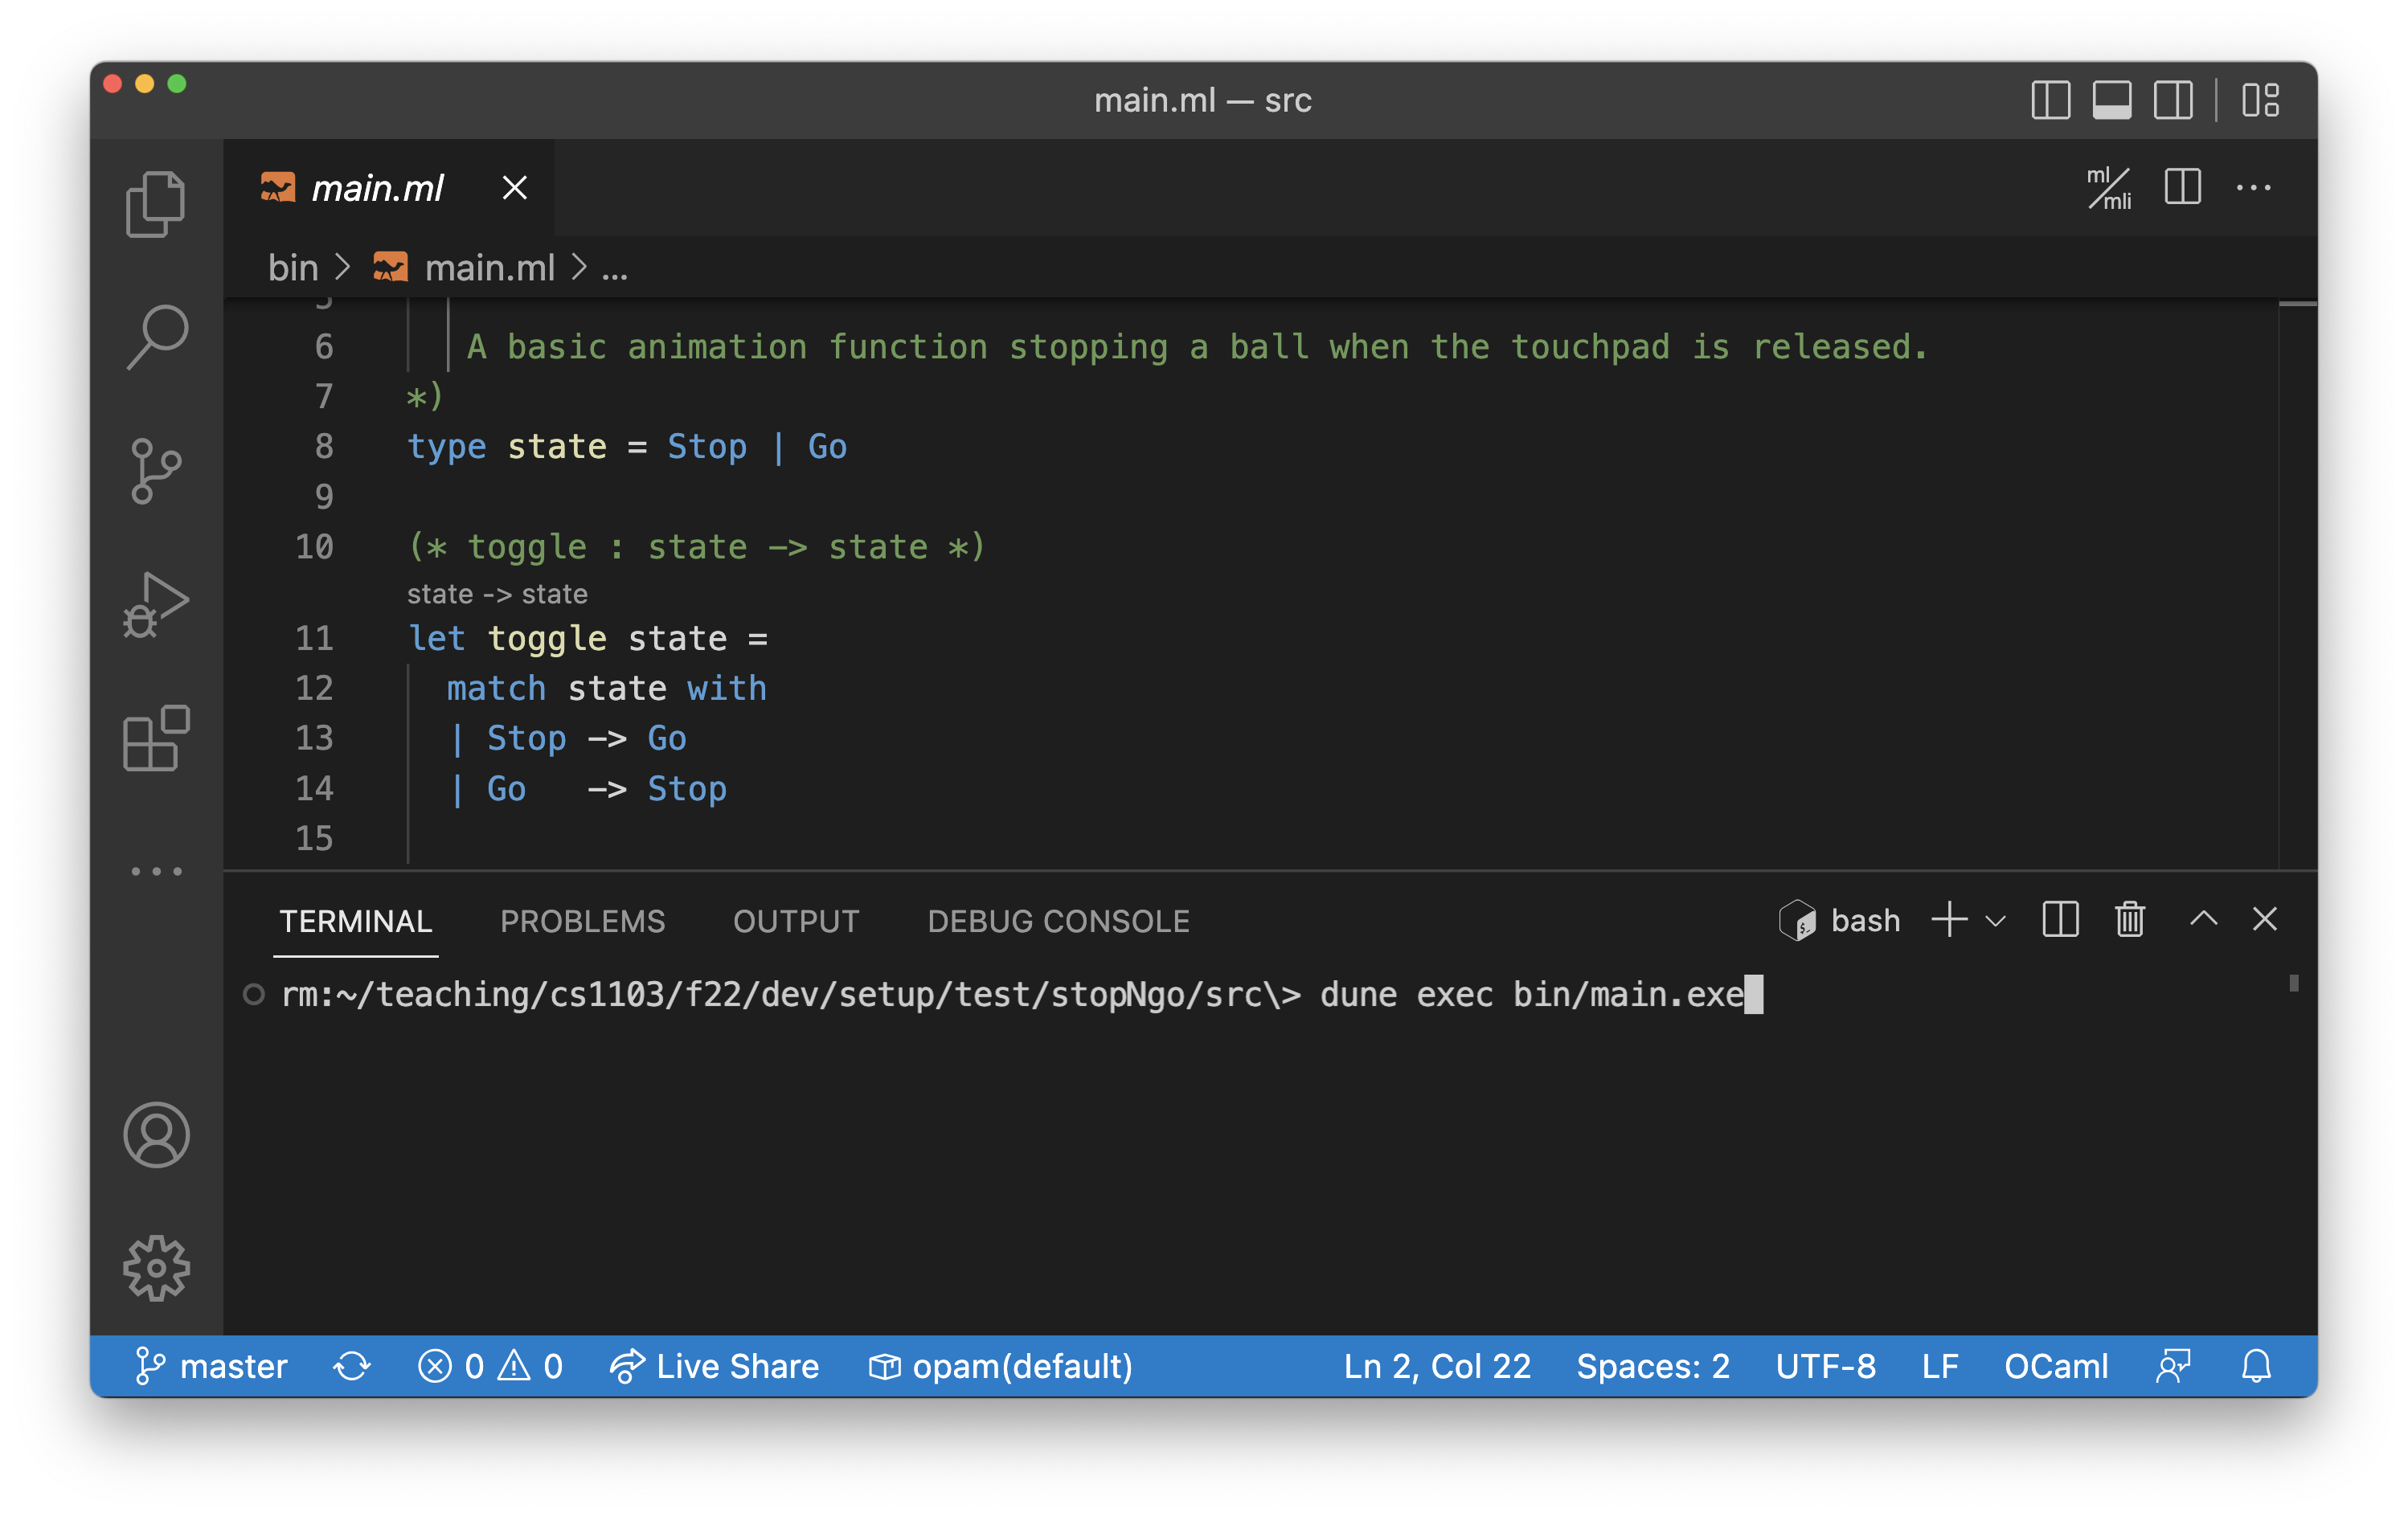 main.ml — src
main.ml
ml/mli
bin > main.ml > ...
5
6 A basic animation function stopping a ball when the touchpad is released.
7 *)
8 type state = Stop | Go
9
10 (* toggle : state -> state *)
state -> state
11 let toggle state =
12 match state with
13 | Stop -> Go
14 | Go   -> Stop
15
TERMINAL PROBLEMS OUTPUT DEBUG CONSOLE bash
rm:~/teaching/cs1103/f22/dev/setup/test/stopNgo/src\> dune exec bin/main.exe
master 0 0 Live Share opam(default) Ln 2, Col 22 Spaces: 2 UTF-8 LF OCaml